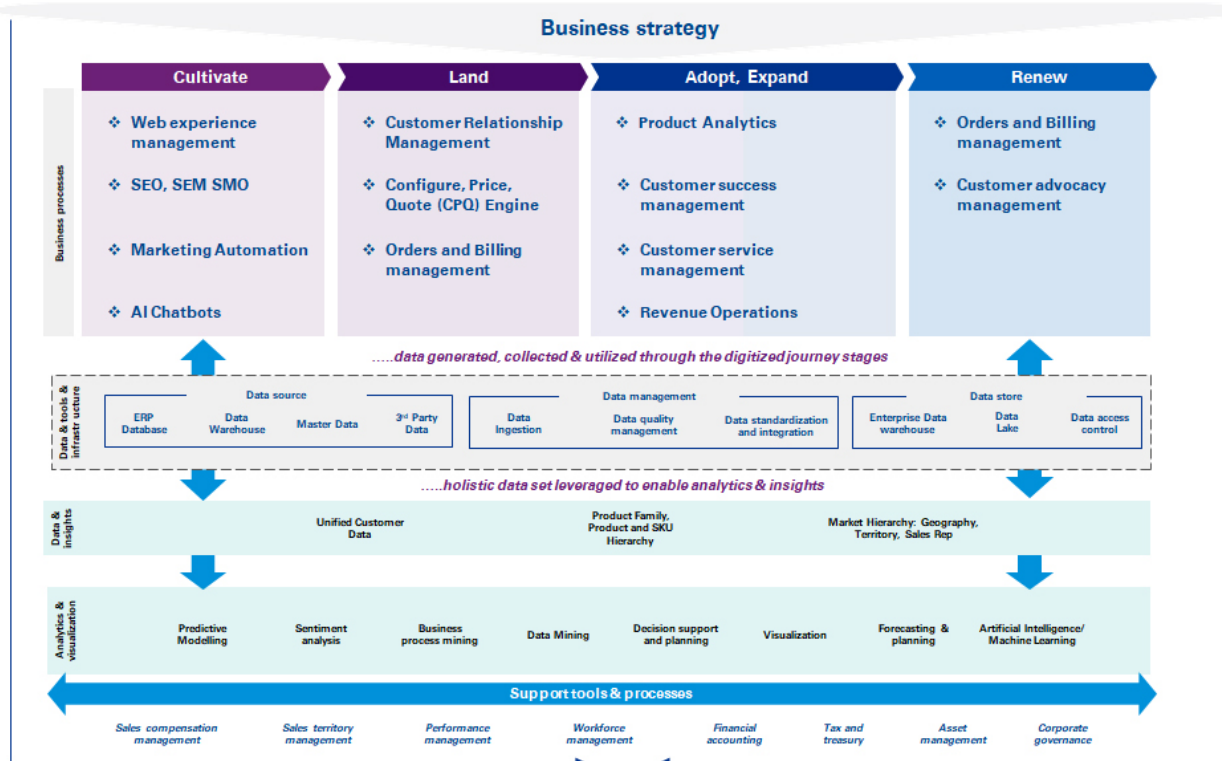 Business strategy
Cultivate
Land
Adopt, Expand
Renew
Business processes
❖ Web experience
management
❖ SEO, SEM SMO
❖ Marketing Automation
❖ AI Chatbots
❖ Customer Relationship
Management
❖ Configure, Price,
Quote (CPQ) Engine
❖ Orders and Billing
management
❖ Product Analytics
❖ Customer success
management
❖ Customer service
management
❖ Revenue Operations
❖ Orders and Billing
management
❖ Customer advocacy
management
.....data generated, collected & utilized through the digitized journey stages
Data & tools &
infrastr ucture
Data source
ERP
Database
Data
Warehouse
Master Data
3rd Party
Data
Data management
Data
Ingestion
Data quality
management
Data standardization
and integration
Data store
Enterprise Data
warehouse
Data
Lake
Data access
control
.....holistic data set leveraged to enable analytics & insights
Data &
insights
Unified Customer
Data
Product Family,
Product and SKU
Hierarchy
Market Hierarchy: Geography,
Territory, Sales Rep
Analytics &
visualization
Predictive
Modelling
Sentiment
analysis
Business
process mining
Data Mining
Decision support
and planning
Visualization
Forecasting &
planning
Artificial Intelligence/
Machine Learning
Support tools & processes
Sales compensation
management
Sales territory
management
Performance
management
Workforce
management
Financial
accounting
Tax and
treasury
Asset
management
Corporate
governance